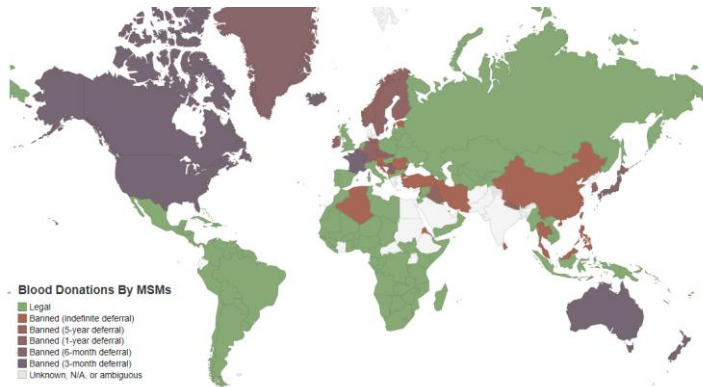 Blood Donations By MSMs
Legal
Banned (indefinite deferral)
Banned (5-year deferral)
Banned (1-year deferral)
Banned (6-month deferral)
Banned (3-month deferral)
Unknown, N/A, or ambiguous